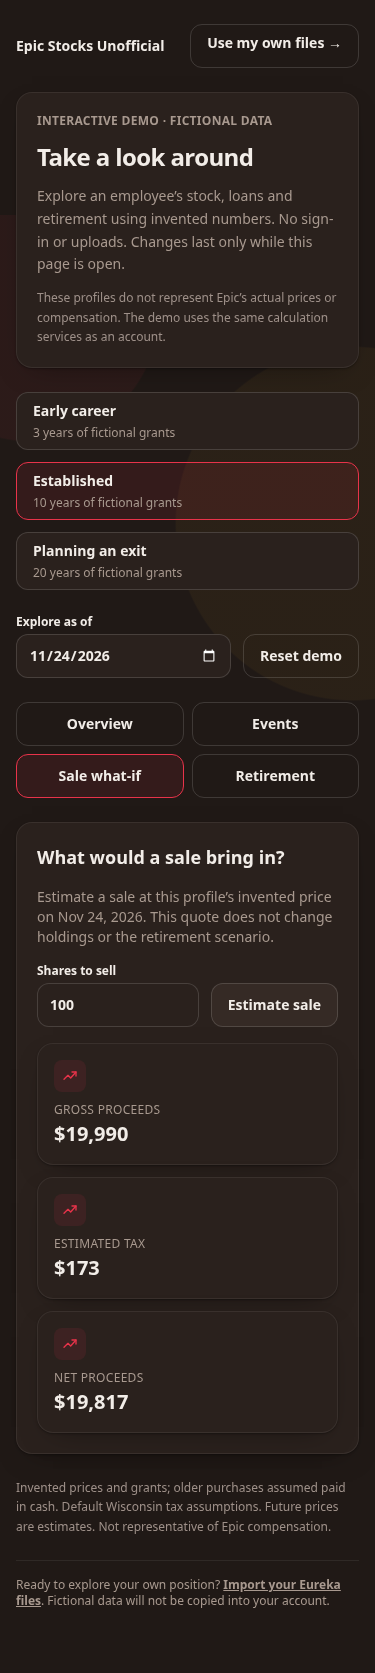 Epic Stocks Unofficial
Use my own files →
INTERACTIVE DEMO · FICTIONAL DATA
Take a look around
Explore an employee’s stock, loans and
retirement using invented numbers. No sign-
in or uploads. Changes last only while this
page is open.
These profiles do not represent Epic's actual prices or
compensation. The demo uses the same calculation
services as an account.
Early career
3 years of fictional grants
Established
10 years of fictional grants
Planning an exit
20 years of fictional grants
Explore as of
11/24/2026
Reset demo
Overview
Events
Sale what-if
Retirement
What would a sale bring in?
Estimate a sale at this profile’s invented price
on Nov 24, 2026. This quote does not change
holdings or the retirement scenario.
Shares to sell
100
Estimate sale
GROSS PROCEEDS
$19,990
ESTIMATED TAX
$173
NET PROCEEDS
$19,817
Invented prices and grants; older purchases assumed paid
in cash. Default Wisconsin tax assumptions. Future prices
are estimates. Not representative of Epic compensation.
Ready to explore your own position? Import your Eureka
files. Fictional data will not be copied into your account.